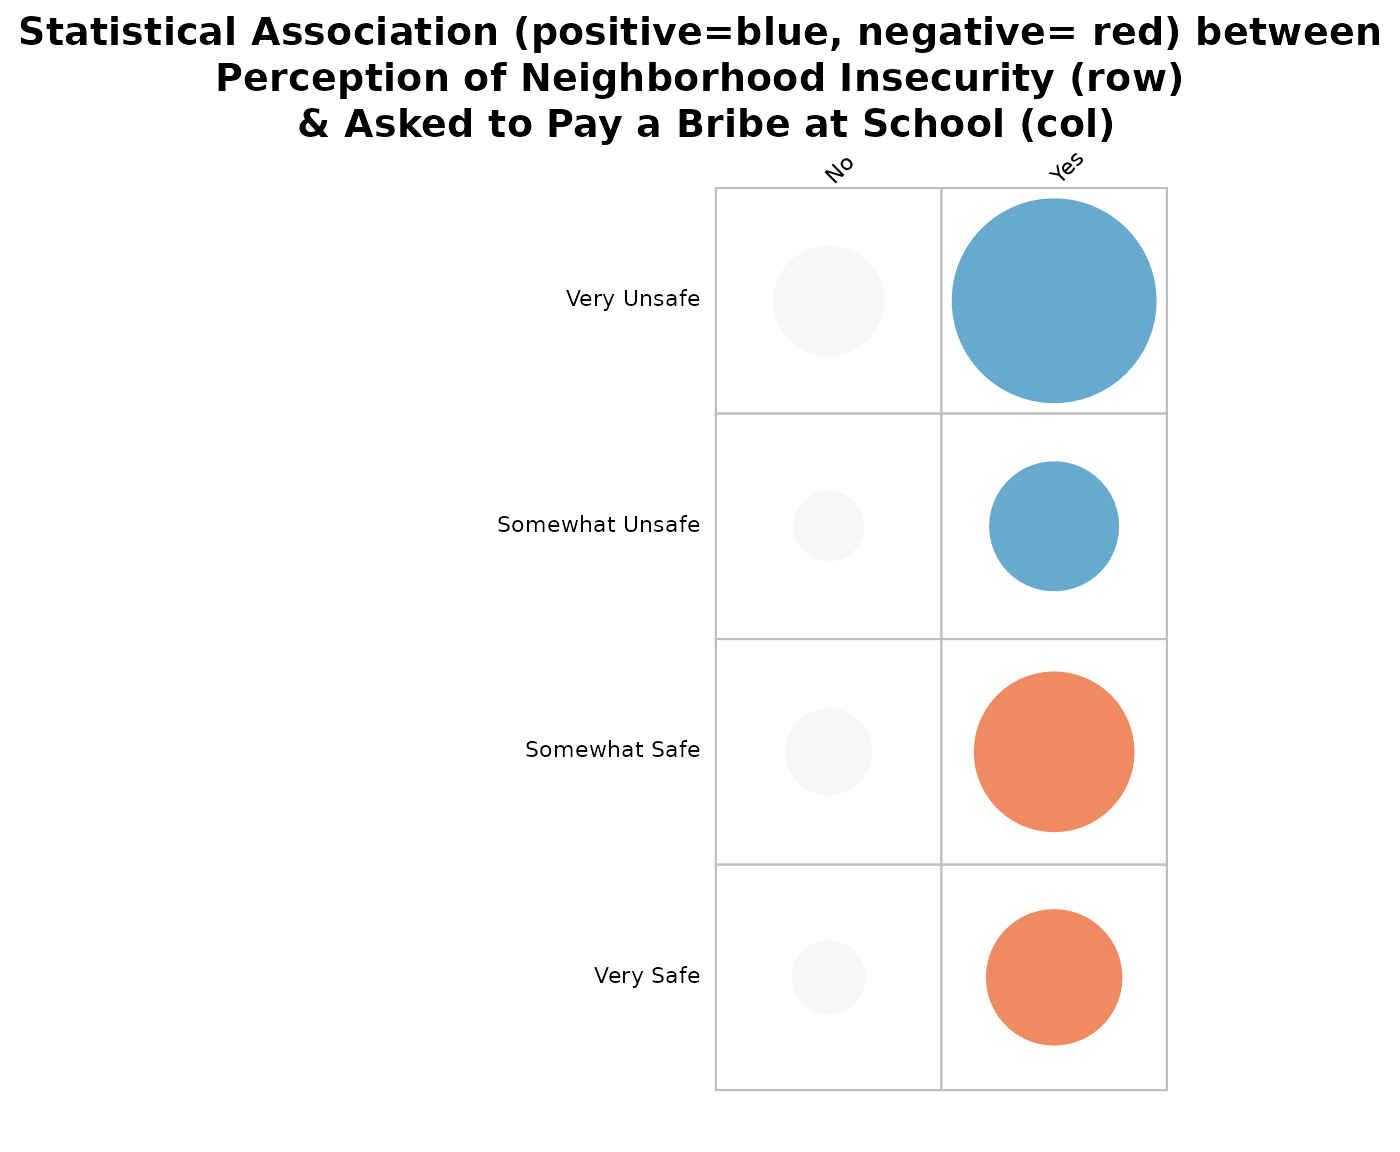 Statistical Association (positive=blue, negative= red) between
Perception of Neighborhood Insecurity (row)
& Asked to Pay a Bribe at School (col)
No
Yes
Very Unsafe
Somewhat Unsafe
Somewhat Safe
Very Safe